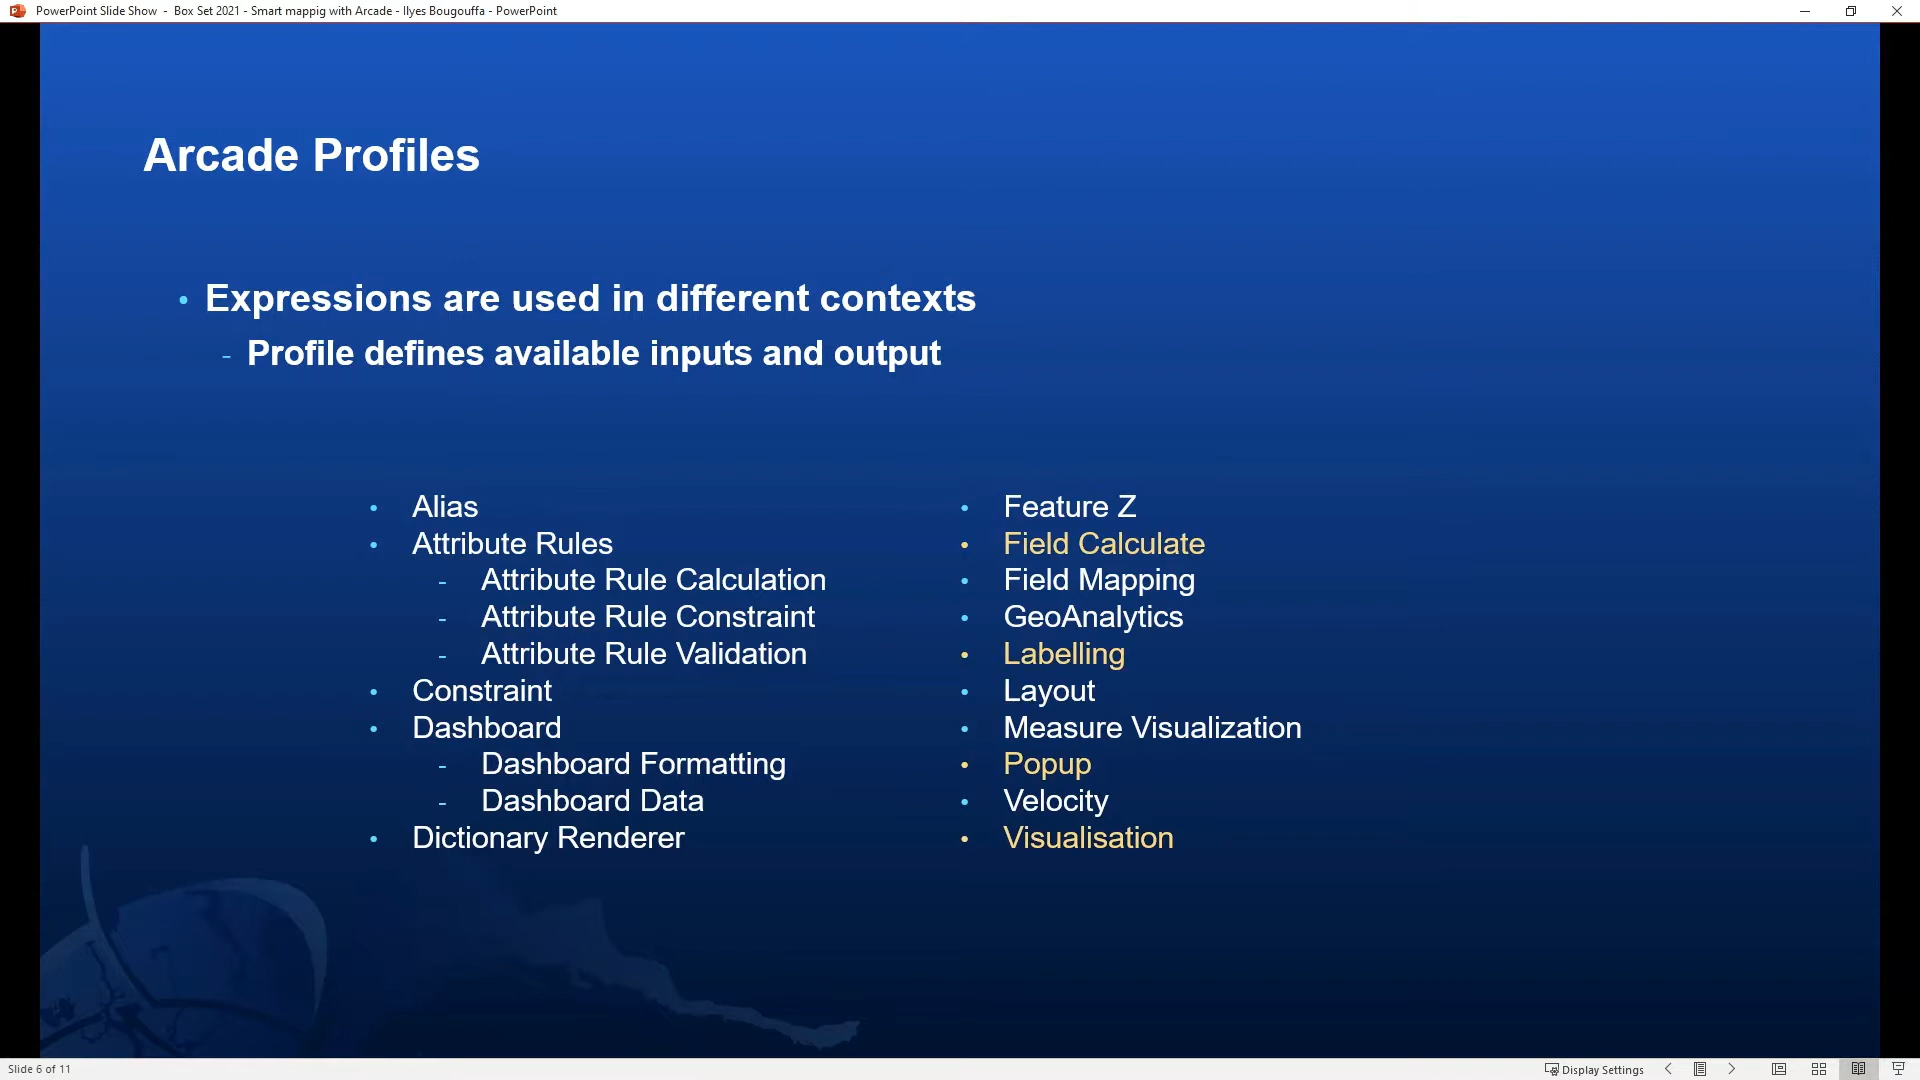 PowerPoint Slide Show - Box Set 2021 - Smart mappig with Arcade - Ilyes Bougouffa - PowerPoint
Arcade Profiles
• Expressions are used in different contexts
- Profile defines available inputs and output
• Alias
• Attribute Rules
- Attribute Rule Calculation
- Attribute Rule Constraint
- Attribute Rule Validation
• Constraint
• Dashboard
- Dashboard Formatting
- Dashboard Data
• Dictionary Renderer
• Feature Z
• Field Calculate
• Field Mapping
• GeoAnalytics
• Labelling
• Layout
• Measure Visualization
• Popup
• Velocity
• Visualisation
Slide 6 of 11
Display Settings